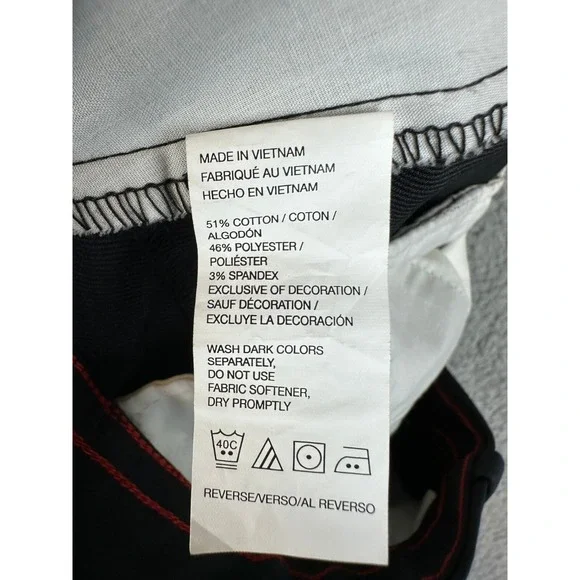 MADE IN VIETNAM
FABRIQUÉ AU VIETNAM
HECHO EN VIETNAM
51% COTTON / COTON /
ALGODÓN
46% POLYESTER /
POLIÉSTER
3% SPANDEX
EXCLUSIVE OF DECORATION /
SAUF DÉCORATION /
EXCLUYE LA DECORACIÓN
WASH DARK COLORS
SEPARATELY,
DO NOT USE
FABRIC SOFTENER,
DRY PROMPTLY
40C
REVERSE/VERSO/AL REVERSO